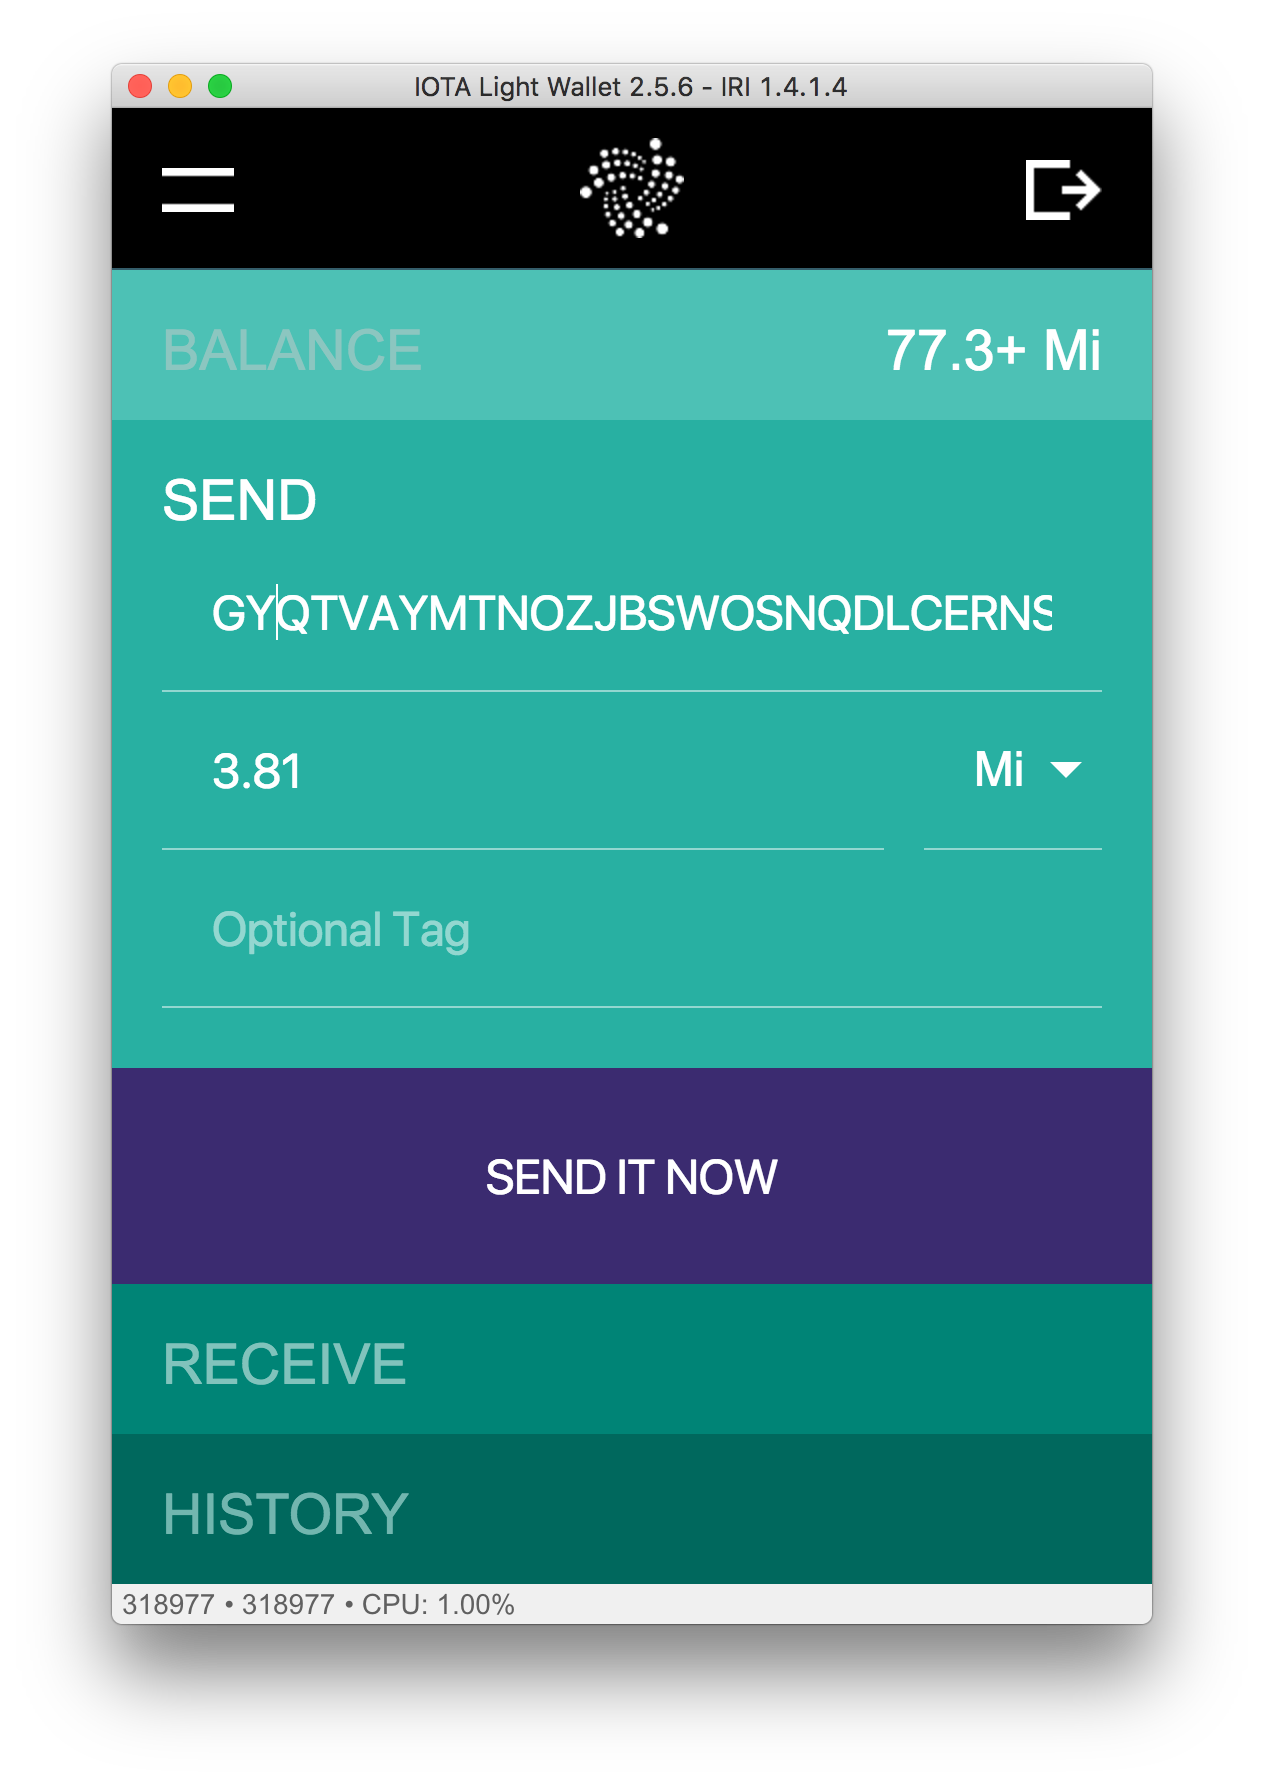 IOTA Light Wallet 2.5.6 - IRI 1.4.1.4
BALANCE 77.3+ Mi
SEND
GYQTVAYMTNOZJBSWOSNQDLCERNS
3.81 Mi
Optional Tag
SEND IT NOW
RECEIVE
HISTORY
318977 • 318977 • CPU: 1.00%